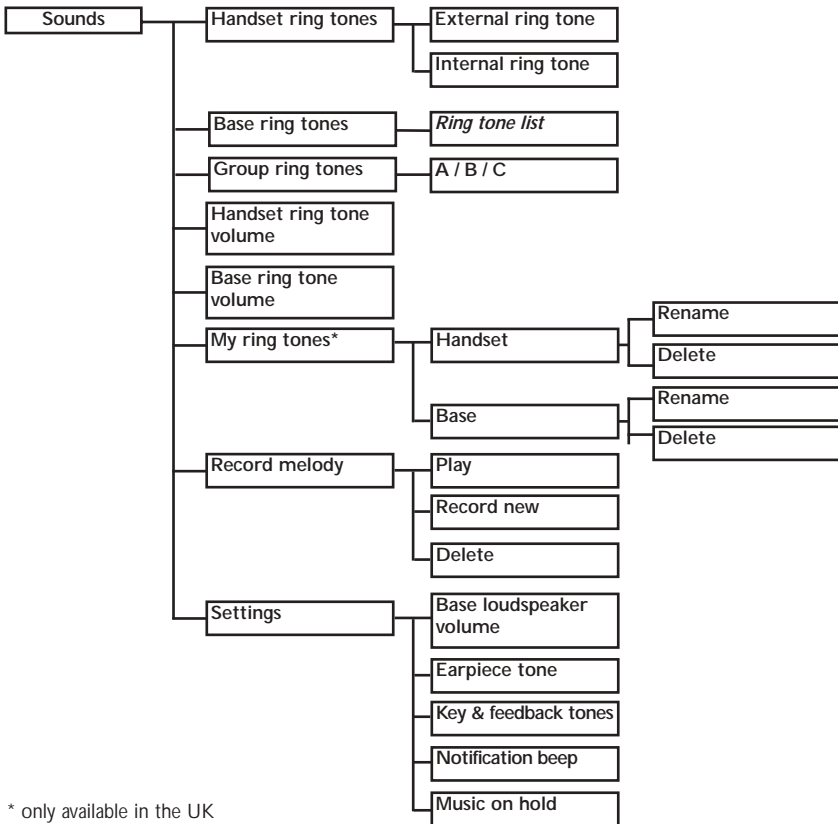 Sounds
Handset ring tones
External ring tone
Internal ring tone
Base ring tones
Ring tone list
Group ring tones
A / B / C
Handset ring tone
volume
Base ring tone
volume
My ring tones*
Handset
Rename
Delete
Base
Rename
Delete
Record melody
Play
Record new
Delete
Settings
Base loudspeaker
volume
Earpiece tone
Key & feedback tones
Notification beep
Music on hold
* only available in the UK